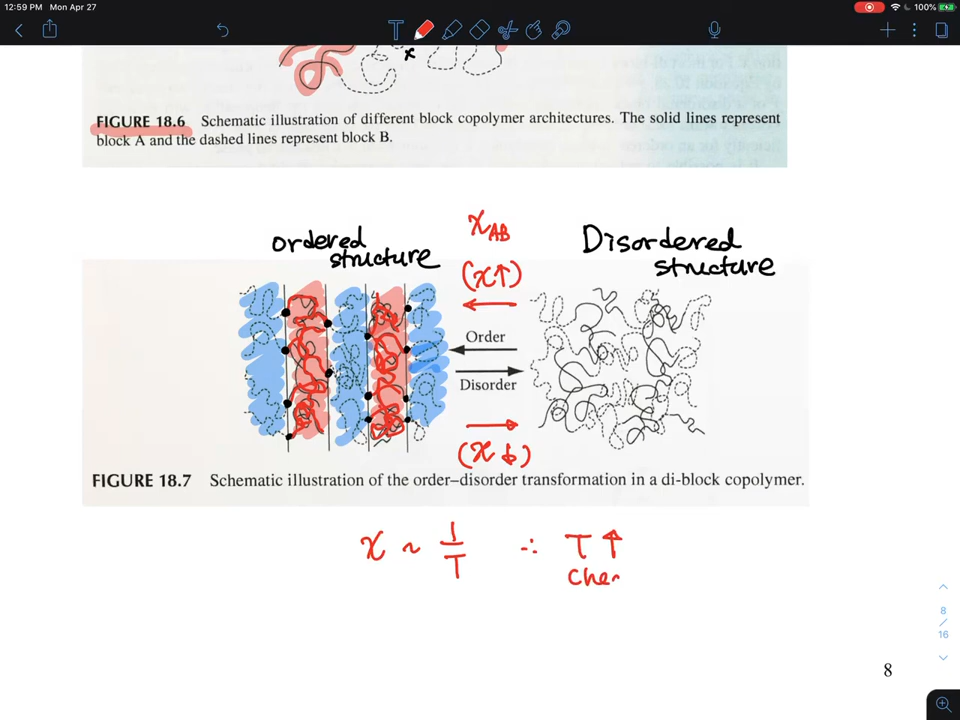 12:59 PM Mon Apr 27
100%
T
x
FIGURE 18.6 Schematic illustration of different block copolymer architectures. The solid lines represent
block A and the dashed lines represent block B.
χAB
ordered
structure
Disordered
structure
(χ↑)
Order
Disorder
(χ↓)
FIGURE 18.7 Schematic illustration of the order–disorder transformation in a di-block copolymer.
χ ~ 1/T ∴ T↑
8
/
16
8